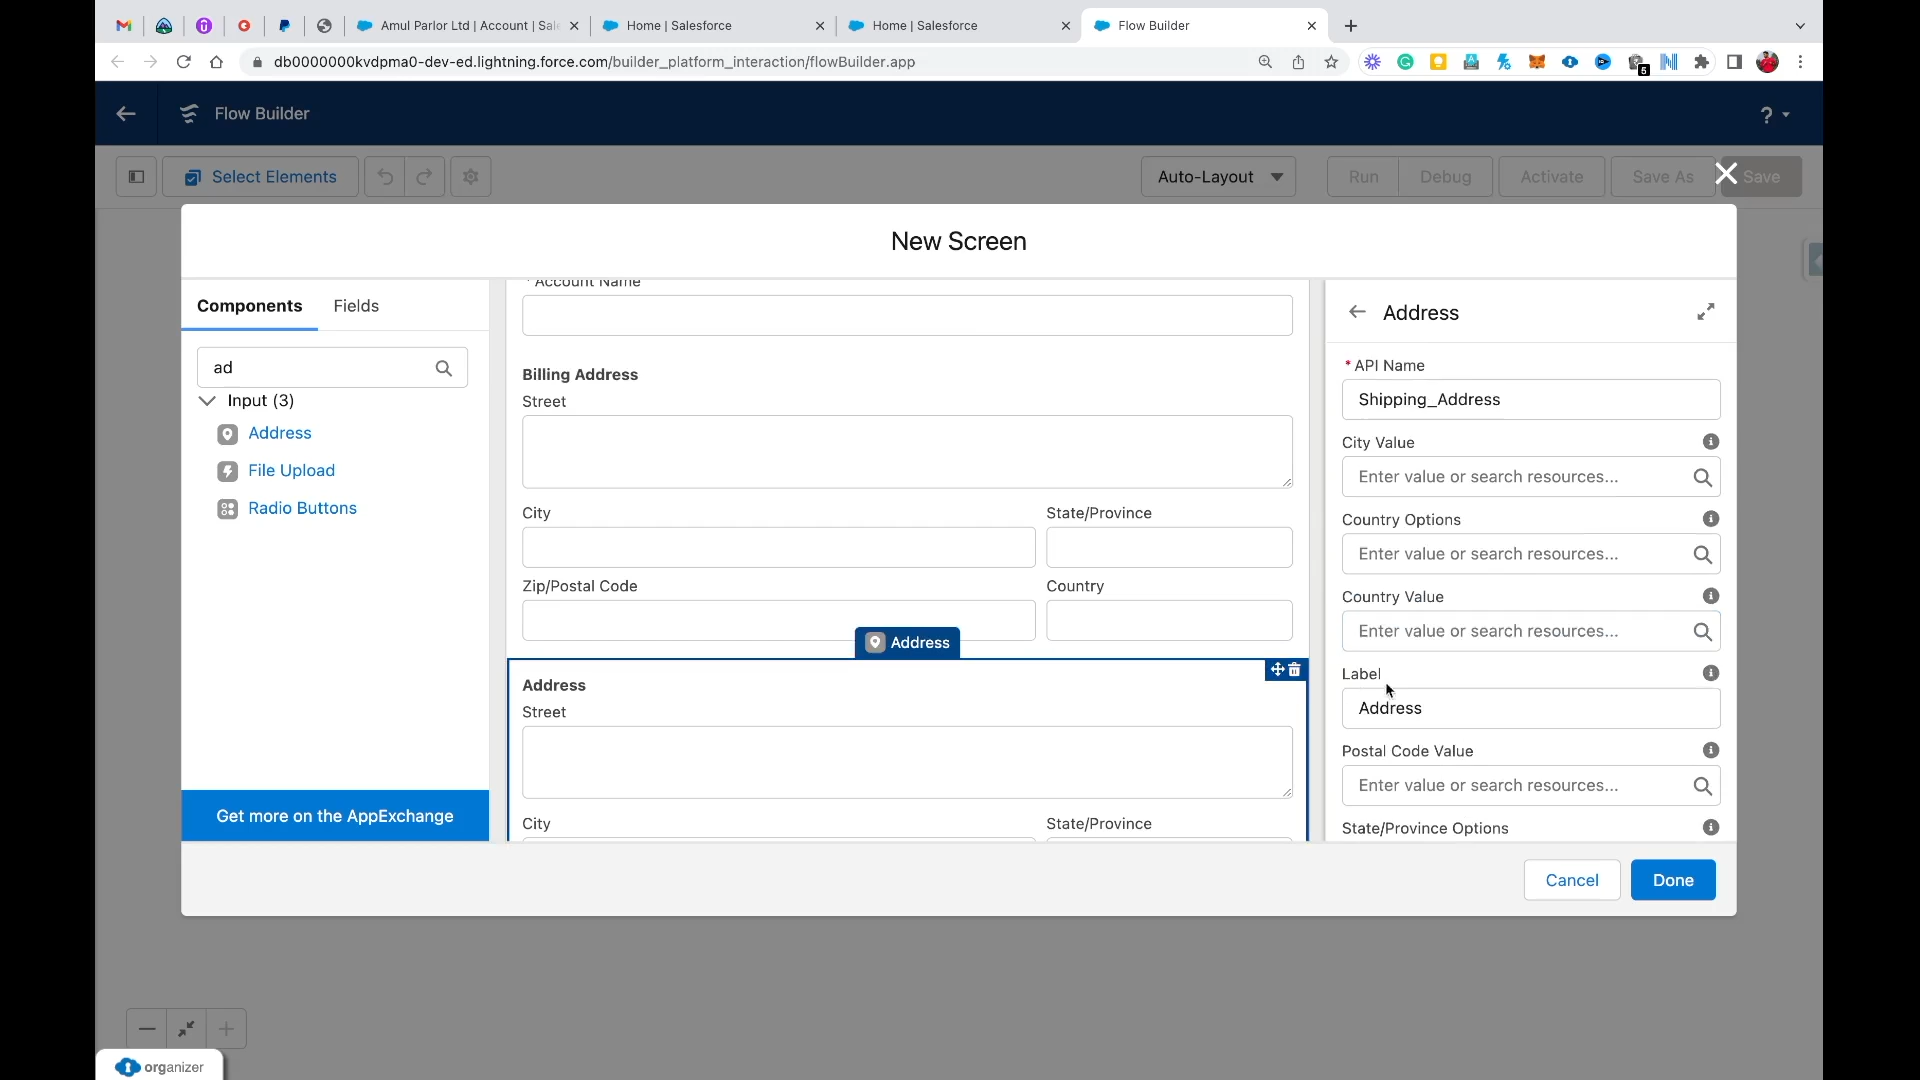 Amul Parlor Ltd | Account | Sale
Home | Salesforce
Home | Salesforce
Flow Builder
db0000000kvdpma0-dev-ed.lightning.force.com/builder_platform_interaction/flowBuilder.app
6
Flow Builder
?
Select Elements
Auto-Layout
Run
Debug
Activate
Save As
Save
New Screen
Components
Fields
ad
Input (3)
Address
File Upload
Radio Buttons
Get more on the AppExchange
* Account Name
Billing Address
Street
City
State/Province
Zip/Postal Code
Country
Address
Address
Street
City
State/Province
Address
* API Name
Shipping_Address
City Value
Enter value or search resources...
Country Options
Enter value or search resources...
Country Value
Enter value or search resources...
Label
Address
Postal Code Value
Enter value or search resources...
State/Province Options
Cancel
Done
organizer